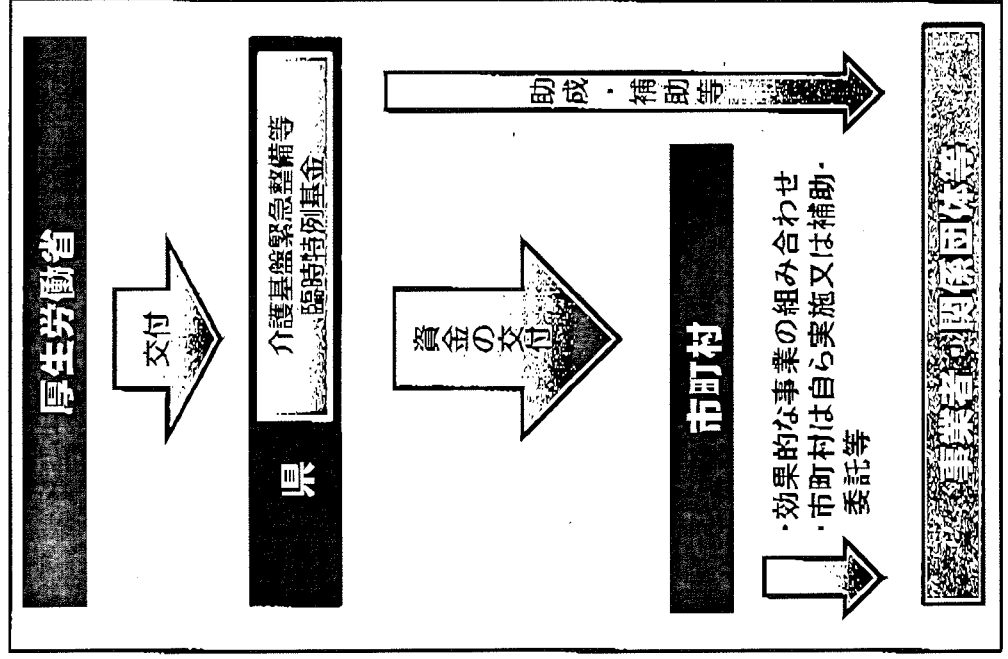 厚生労働省
交付
県
介護基盤緊急整備等
臨時特例基金
資金の交付
助成・補助等
市町村
・効果的な事業の組み合わせ
・市町村は自ら実施又は補助・
委託等
事業者・関係団体等